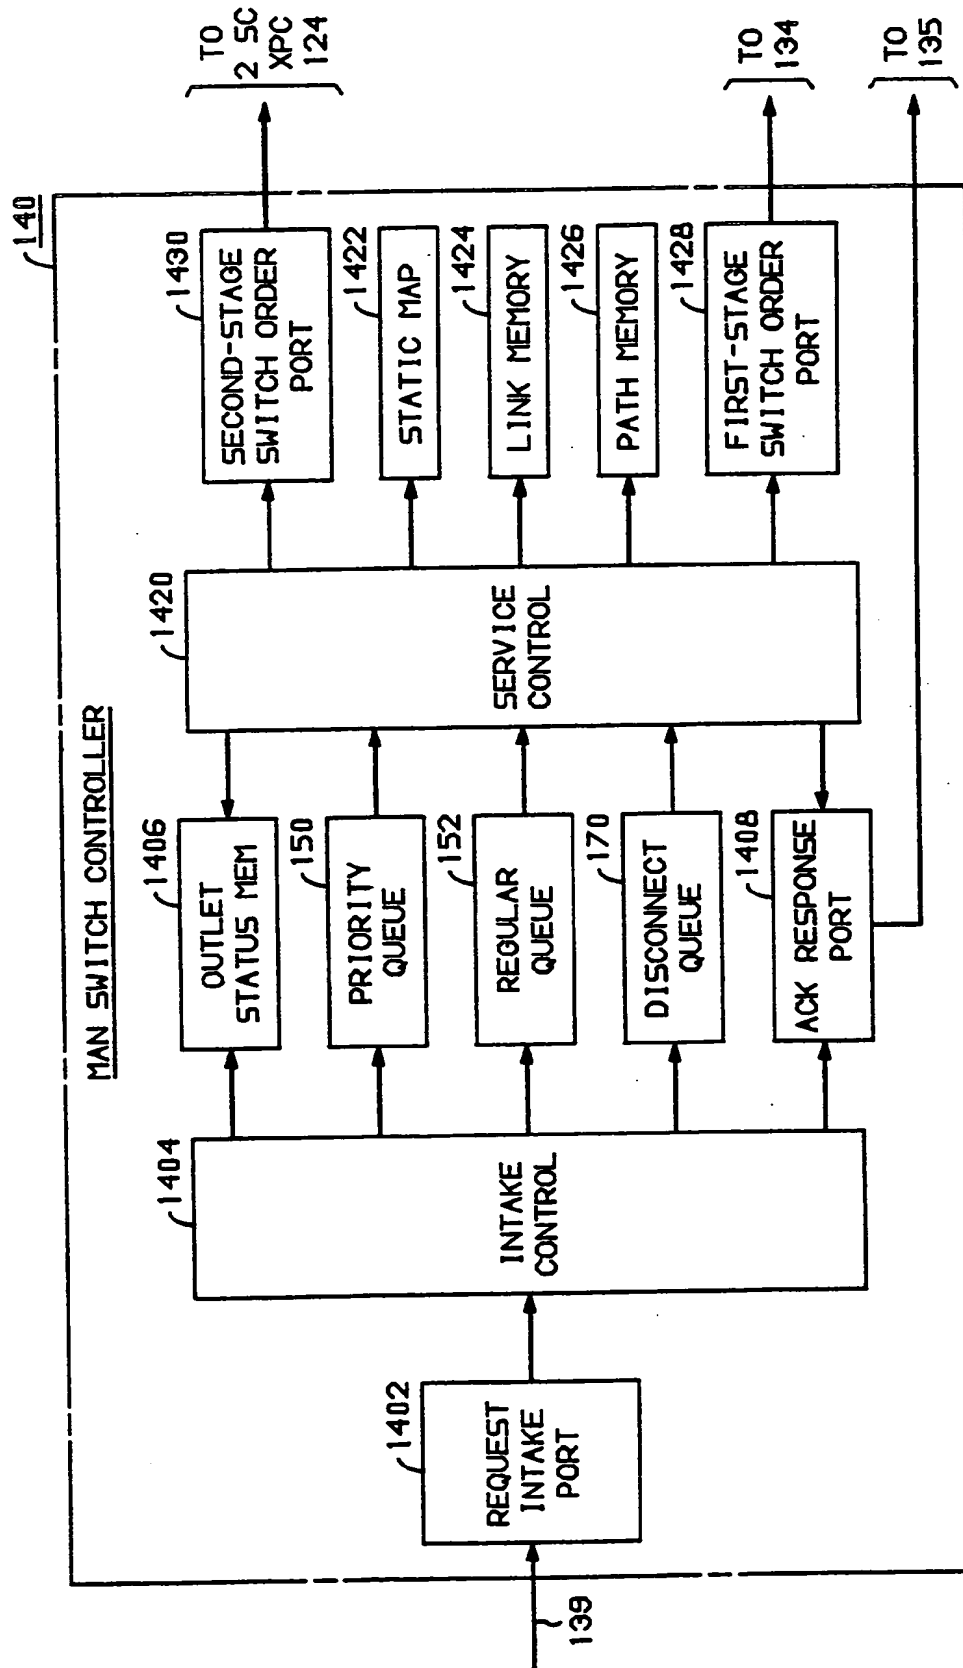 MAN SWITCH CONTROLLER
140
139
1402
REQUEST
INTAKE
PORT
1404
INTAKE
CONTROL
1406
OUTLET
STATUS MEM
150
PRIORITY
QUEUE
152
REGULAR
QUEUE
170
DISCONNECT
QUEUE
1408
ACK RESPONSE
PORT
1420
SERVICE
CONTROL
1430
SECOND-STAGE
SWITCH ORDER
PORT
1422
STATIC MAP
1424
LINK MEMORY
1426
PATH MEMORY
1428
FIRST-STAGE
SWITCH ORDER
PORT
TO
2 SC
XPC
124
TO
134
TO
135